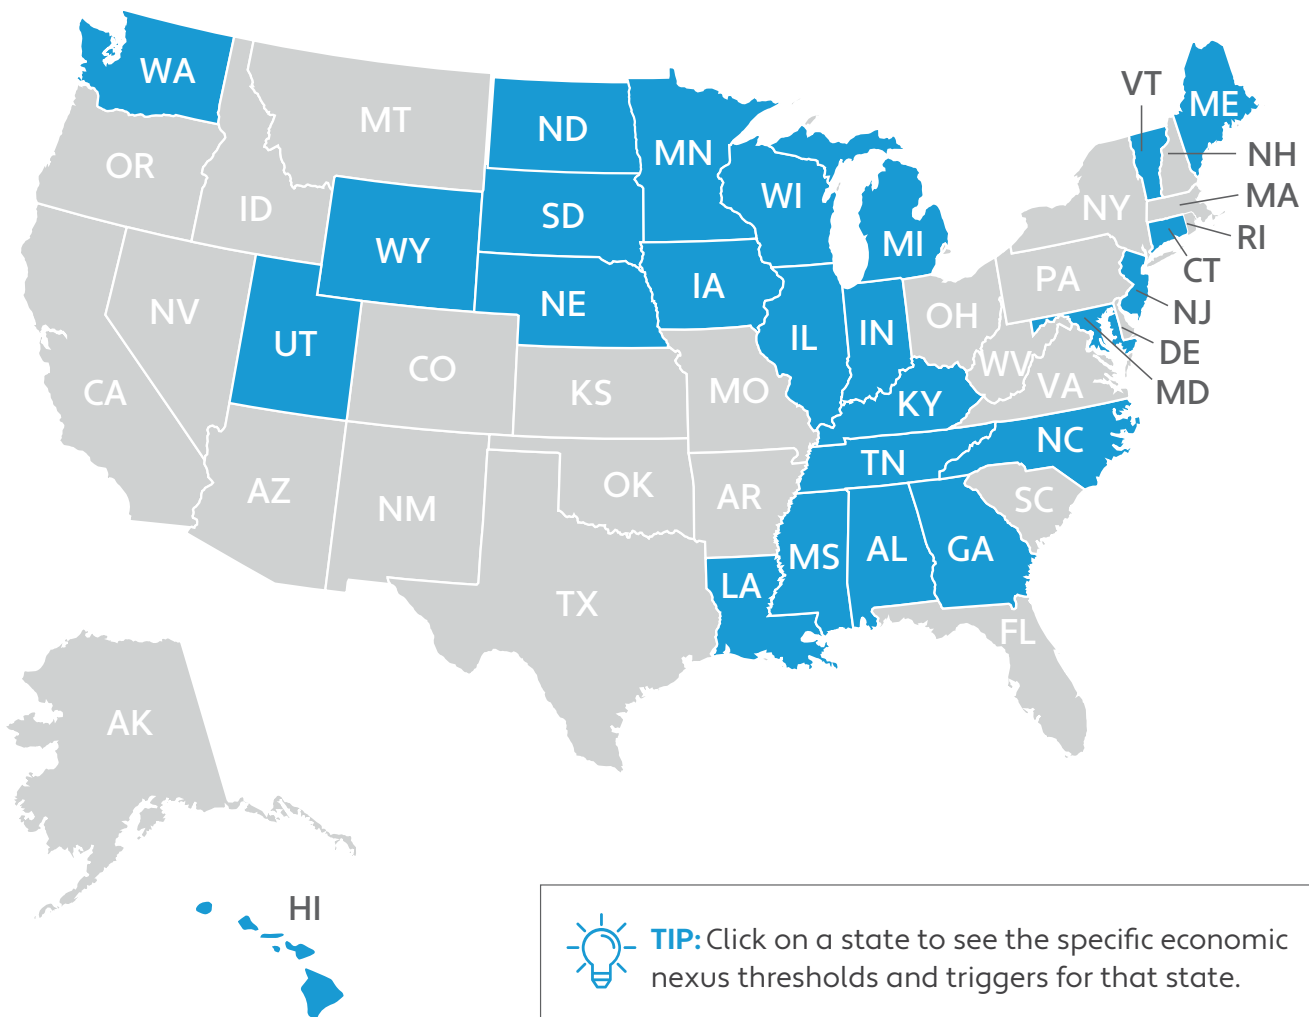 WA
MT
ND
MN
VT
ME
OR
ID
SD
WI
NH
MA
WY
MI
NY
RI
NV
UT
NE
IA
PA
CT
NJ
CO
IL
IN
OH
DE
CA
KS
MO
WV
VA
MD
KY
NC
AZ
NM
OK
AR
TN
SC
TX
LA
MS
AL
GA
FL
AK
HI
TIP: Click on a state to see the specific economic
nexus thresholds and triggers for that state.